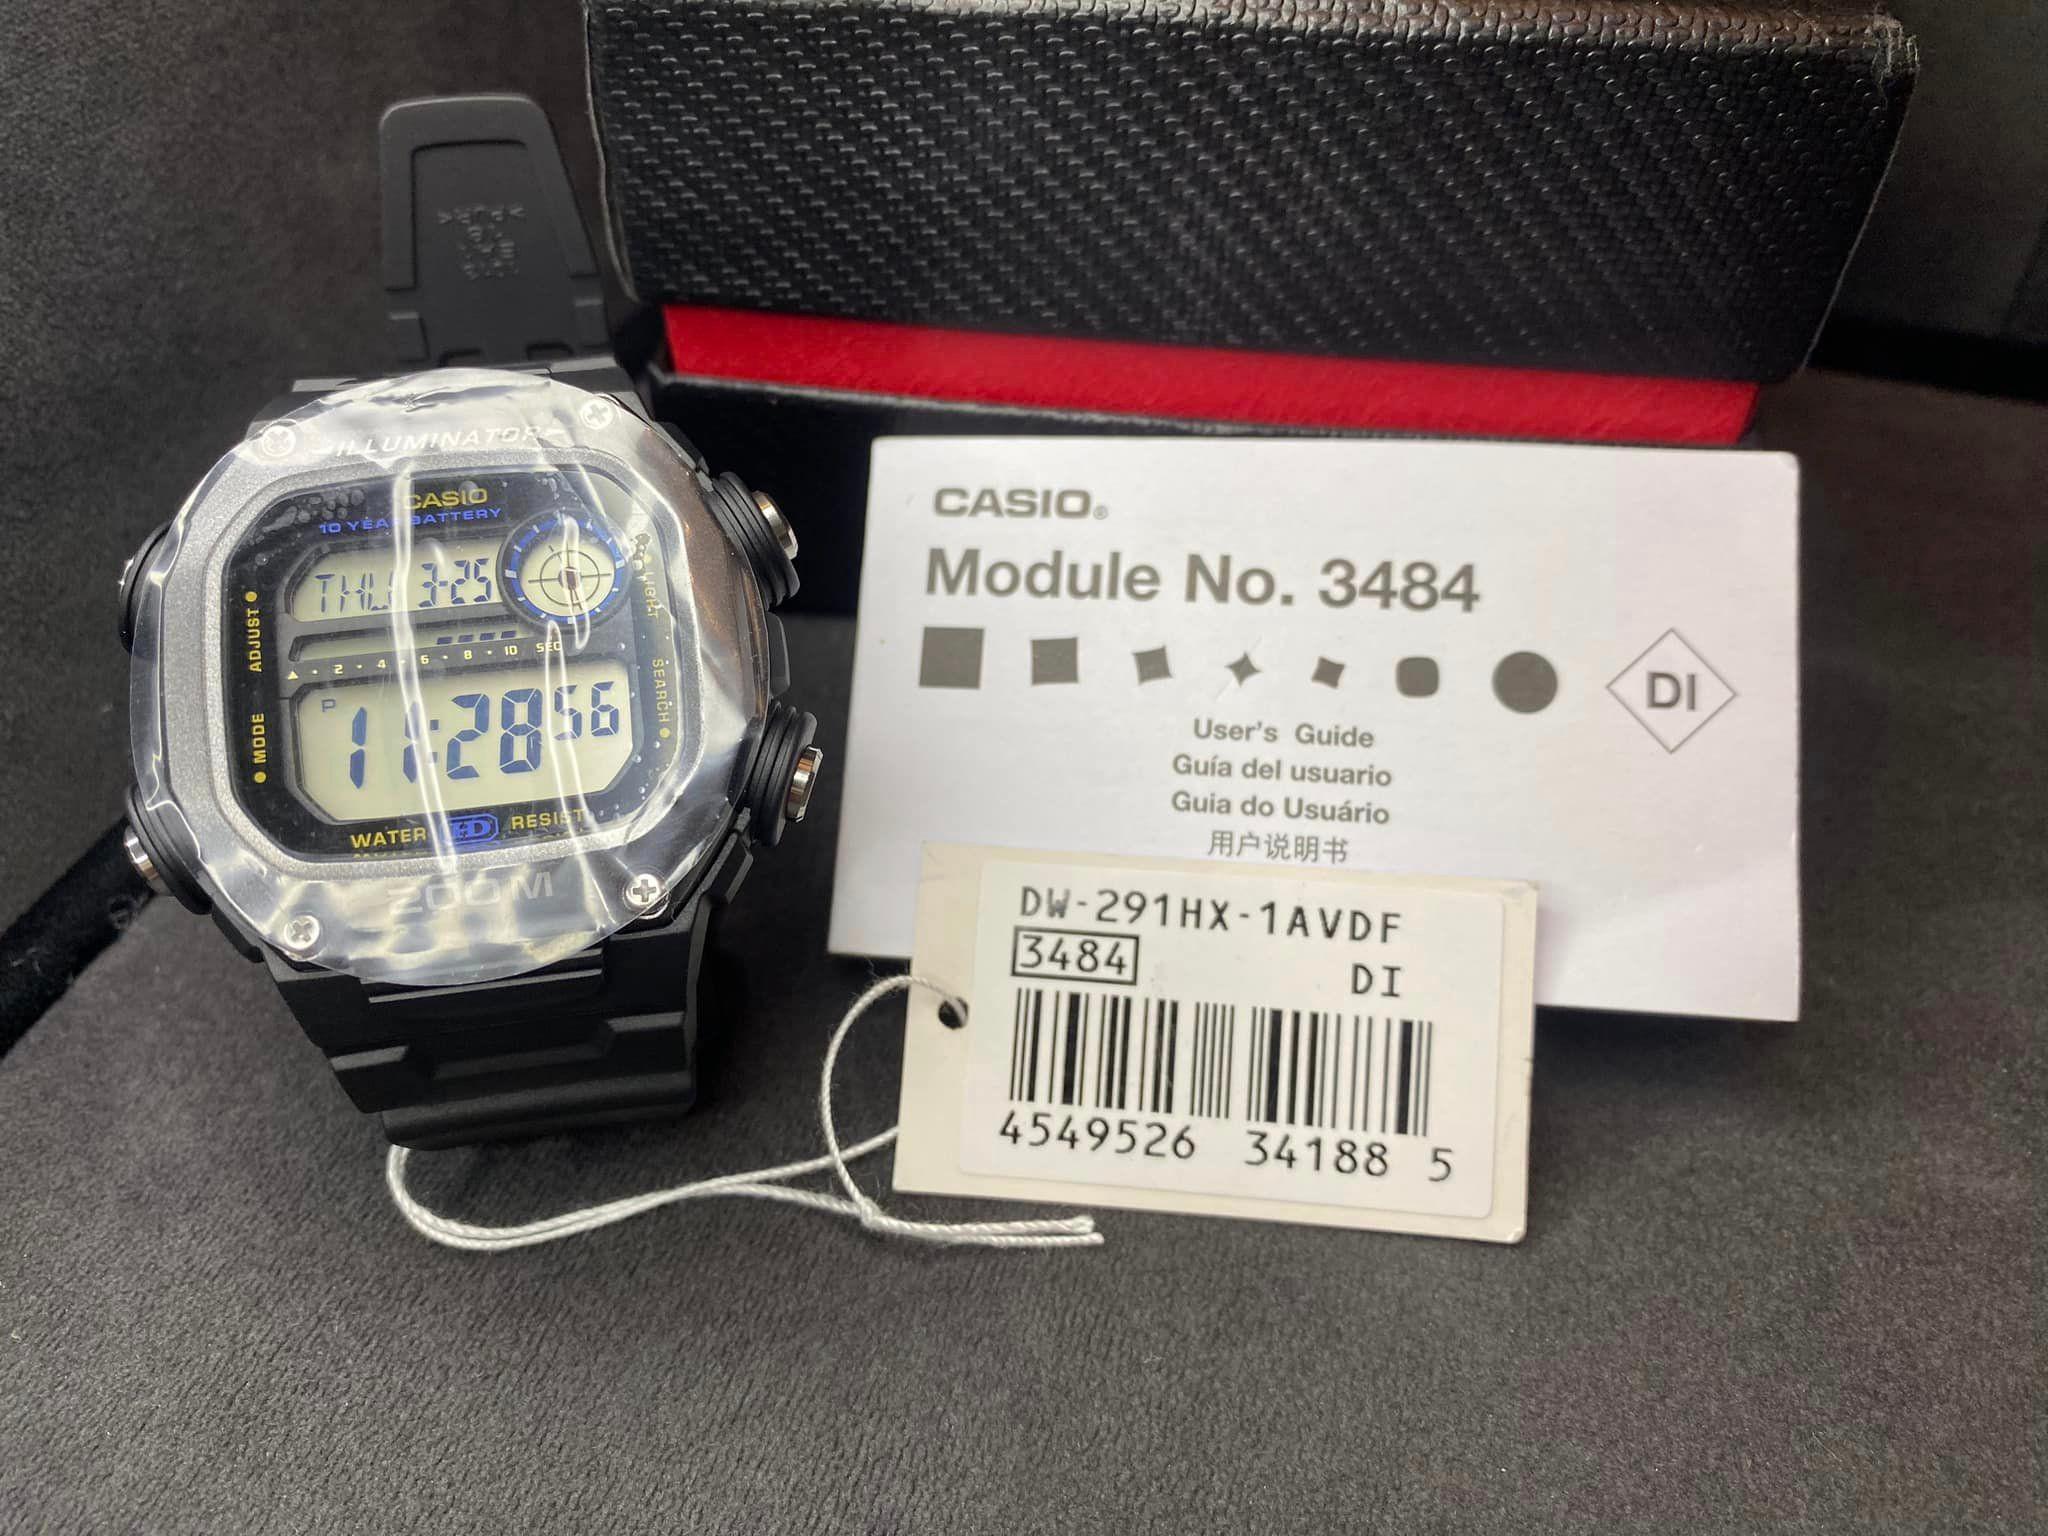 ILLUMINATOR
CASIO
10 YEAR BATTERY
THU 3-25
2 · 4 · 6 · 8 · 10 SEC
ADJUST
MODE
LIGHT
SEARCH
P 11:28 56
WATER RESIST
ZOOM
CASIO®
Module No. 3484
DI
User's Guide
Guía del usuario
Guia do Usuário
用户说明书
DW-291HX-1AVDF
3484
DI
4549526 34188 5